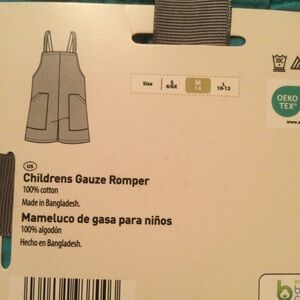 Size
S
6/6X
M
7-8
L
10-12
OEKO
TEX®
US
Childrens Gauze Romper
100% cotton
Made in Bangladesh.
Mameluco de gasa para niños
100% algodón
Hecho en Bangladesh.